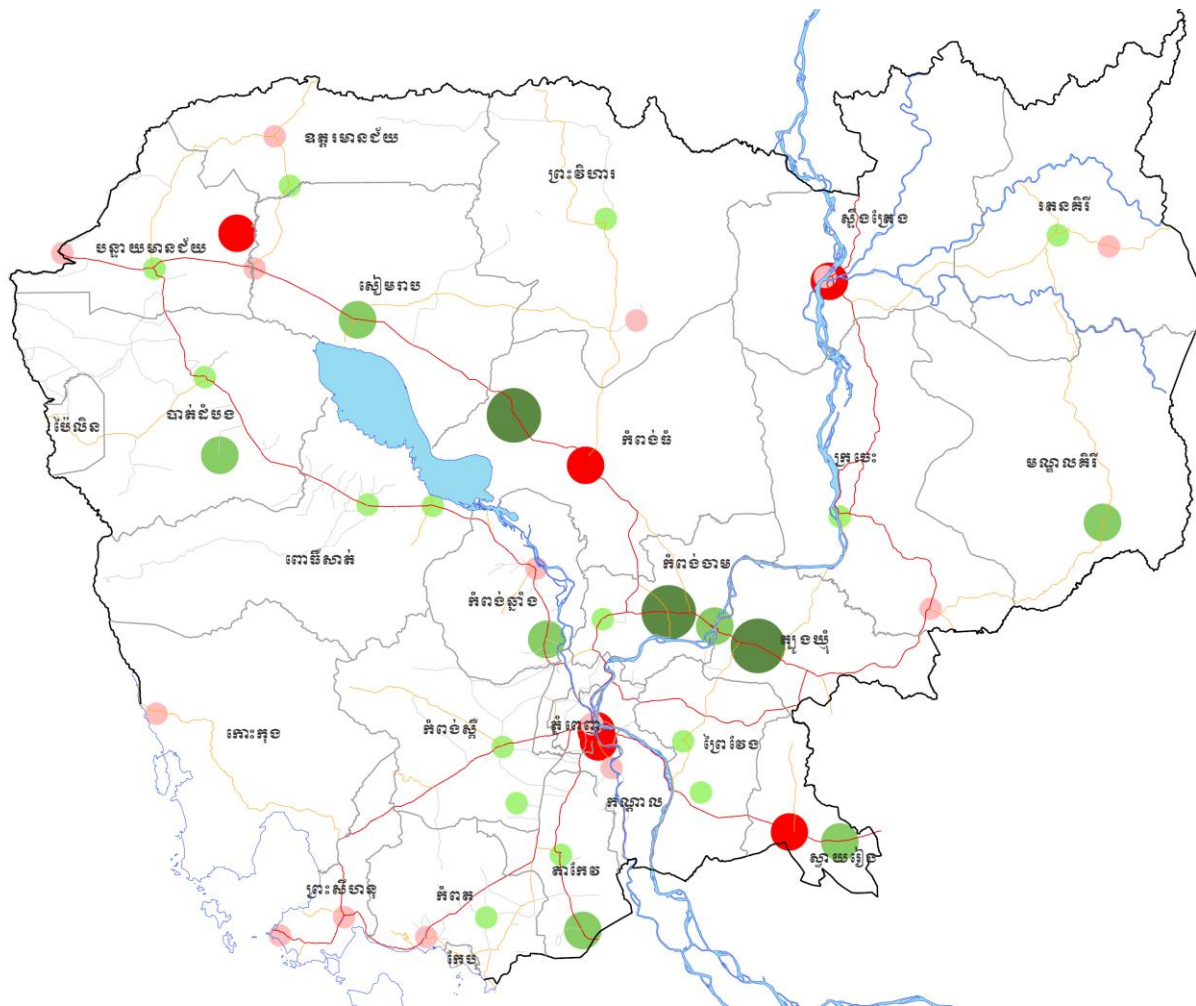 ឧត្តរមានជ័យ
ព្រះវិហារ
រតនគិរី
ស្ទឹងត្រែង
បន្ទាយមានជ័យ
សៀមរាប
ប៉ៃលិន
បាត់ដំបង
កំពង់ធំ
ក្រចេះ
មណ្ឌលគិរី
ពោធិ៍សាត់
កំពង់ចាម
កំពង់ឆ្នាំង
ត្បូងឃ្មុំ
កោះកុង
កំពង់ស្ពឺ
ភ្នំពេញ
ព្រៃវែង
កណ្តាល
ស្វាយរៀង
តាកែវ
ព្រះសីហនុ
កំពត
កែប